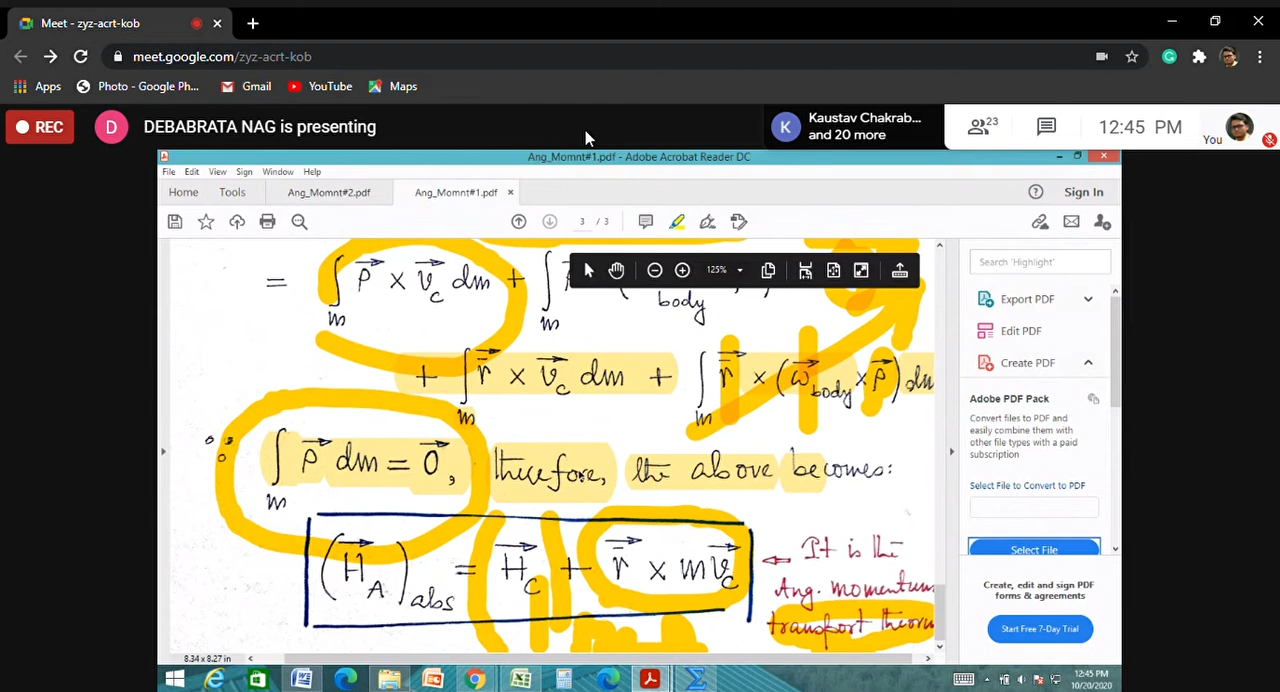 Meet - zyz-acrt-kob
meet.google.com/zyz-acrt-kob
Apps Photo - Google Ph... Gmail YouTube Maps
REC D DEBABRATA NAG is presenting K Kaustav Chakrab... and 20 more 23 12:45 PM You
Ang_Momnt#1.pdf - Adobe Acrobat Reader DC
File Edit View Sign Window Help
Home Tools Ang_Momnt#2.pdf Ang_Momnt#1.pdf × Sign In
3 / 3
125%
= ∫m ρ⃗ × v⃗c dm + ∫m body
+ ∫m r̄⃗ × v⃗c dm + ∫m r̄⃗ × (ω⃗body × ρ⃗) dm
∵ ∫m ρ⃗ dm = 0⃗, therefore, the above becomes:
(H⃗A)abs = H⃗c + r̄⃗ × mv⃗c ← It is the
Ang. momentum
transport theorem
8.34 x 8.27 in
Search 'Highlight'
Export PDF
Edit PDF
Create PDF
Adobe PDF Pack
Convert files to PDF and
easily combine them with
other file types with a paid
subscription
Select File to Convert to PDF
Select File
Create, edit and sign PDF
forms & agreements
Start Free 7-Day Trial
12:45 PM
10/20/2020